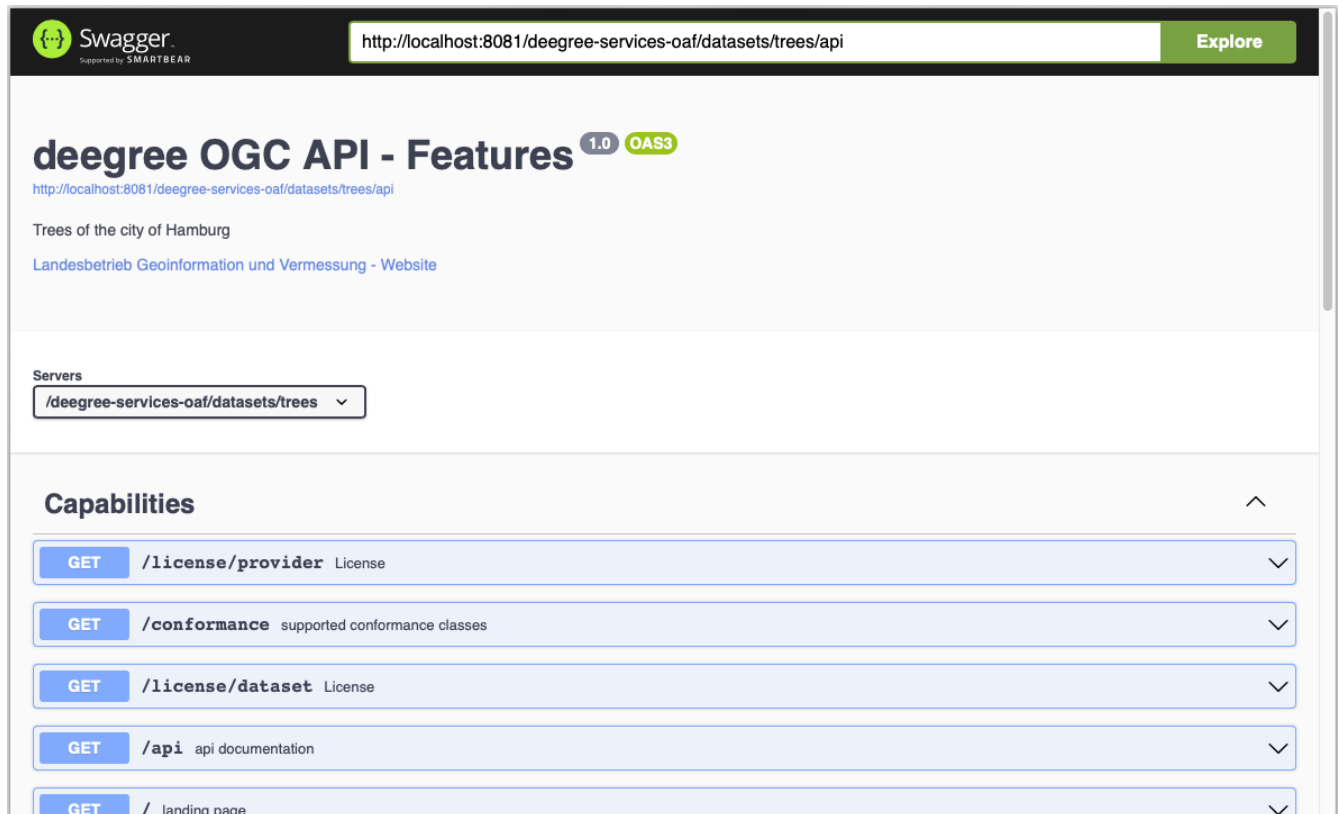 {···} Swagger.
Supported by SMARTBEAR
http://localhost:8081/deegree-services-oaf/datasets/trees/api Explore
deegree OGC API - Features 1.0 OAS3
http://localhost:8081/deegree-services-oaf/datasets/trees/api
Trees of the city of Hamburg
Landesbetrieb Geoinformation und Vermessung - Website
Servers
/deegree-services-oaf/datasets/trees
Capabilities
GET /license/provider License
GET /conformance supported conformance classes
GET /license/dataset License
GET /api api documentation
GET / landing page